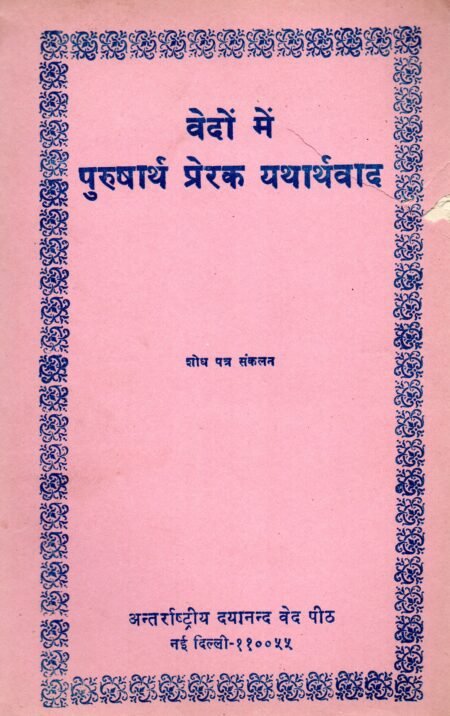 वेदों में
पुरुषार्थ प्रेरक यथार्थवाद
शोध पत्र संकलन
अन्तर्राष्ट्रीय दयानन्द वेद पीठ
नई दिल्ली-११००५५